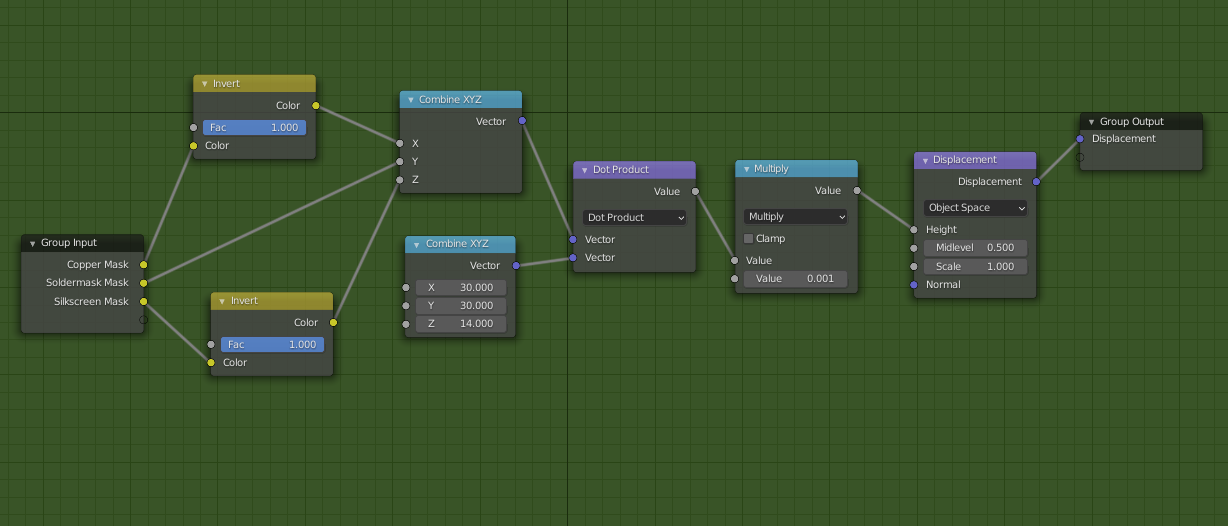 Invert
Color
Fac 1.000
Color
Combine XYZ
Vector
X
Y
Z
Group Input
Copper Mask
Soldermask Mask
Silkscreen Mask
Invert
Color
Fac 1.000
Color
Combine XYZ
Vector
X 30.000
Y 30.000
Z 14.000
Dot Product
Value
Dot Product
Vector
Vector
Multiply
Value
Multiply
Clamp
Value
Value 0.001
Displacement
Displacement
Object Space
Height
Midlevel 0.500
Scale 1.000
Normal
Group Output
Displacement